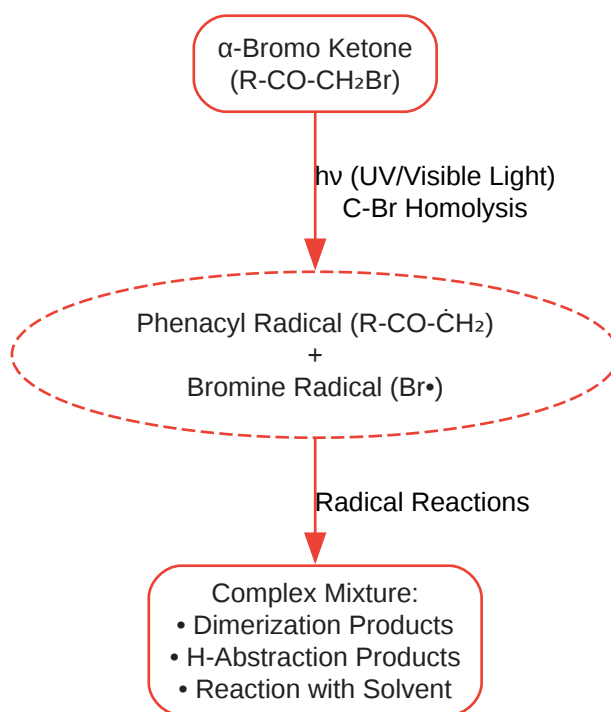 α-Bromo Ketone
(R-CO-CH₂Br)
hν (UV/Visible Light)
C-Br Homolysis
Phenacyl Radical (R-CO-ĊH₂)
+
Bromine Radical (Br•)
Radical Reactions
Complex Mixture:
• Dimerization Products
• H-Abstraction Products
• Reaction with Solvent